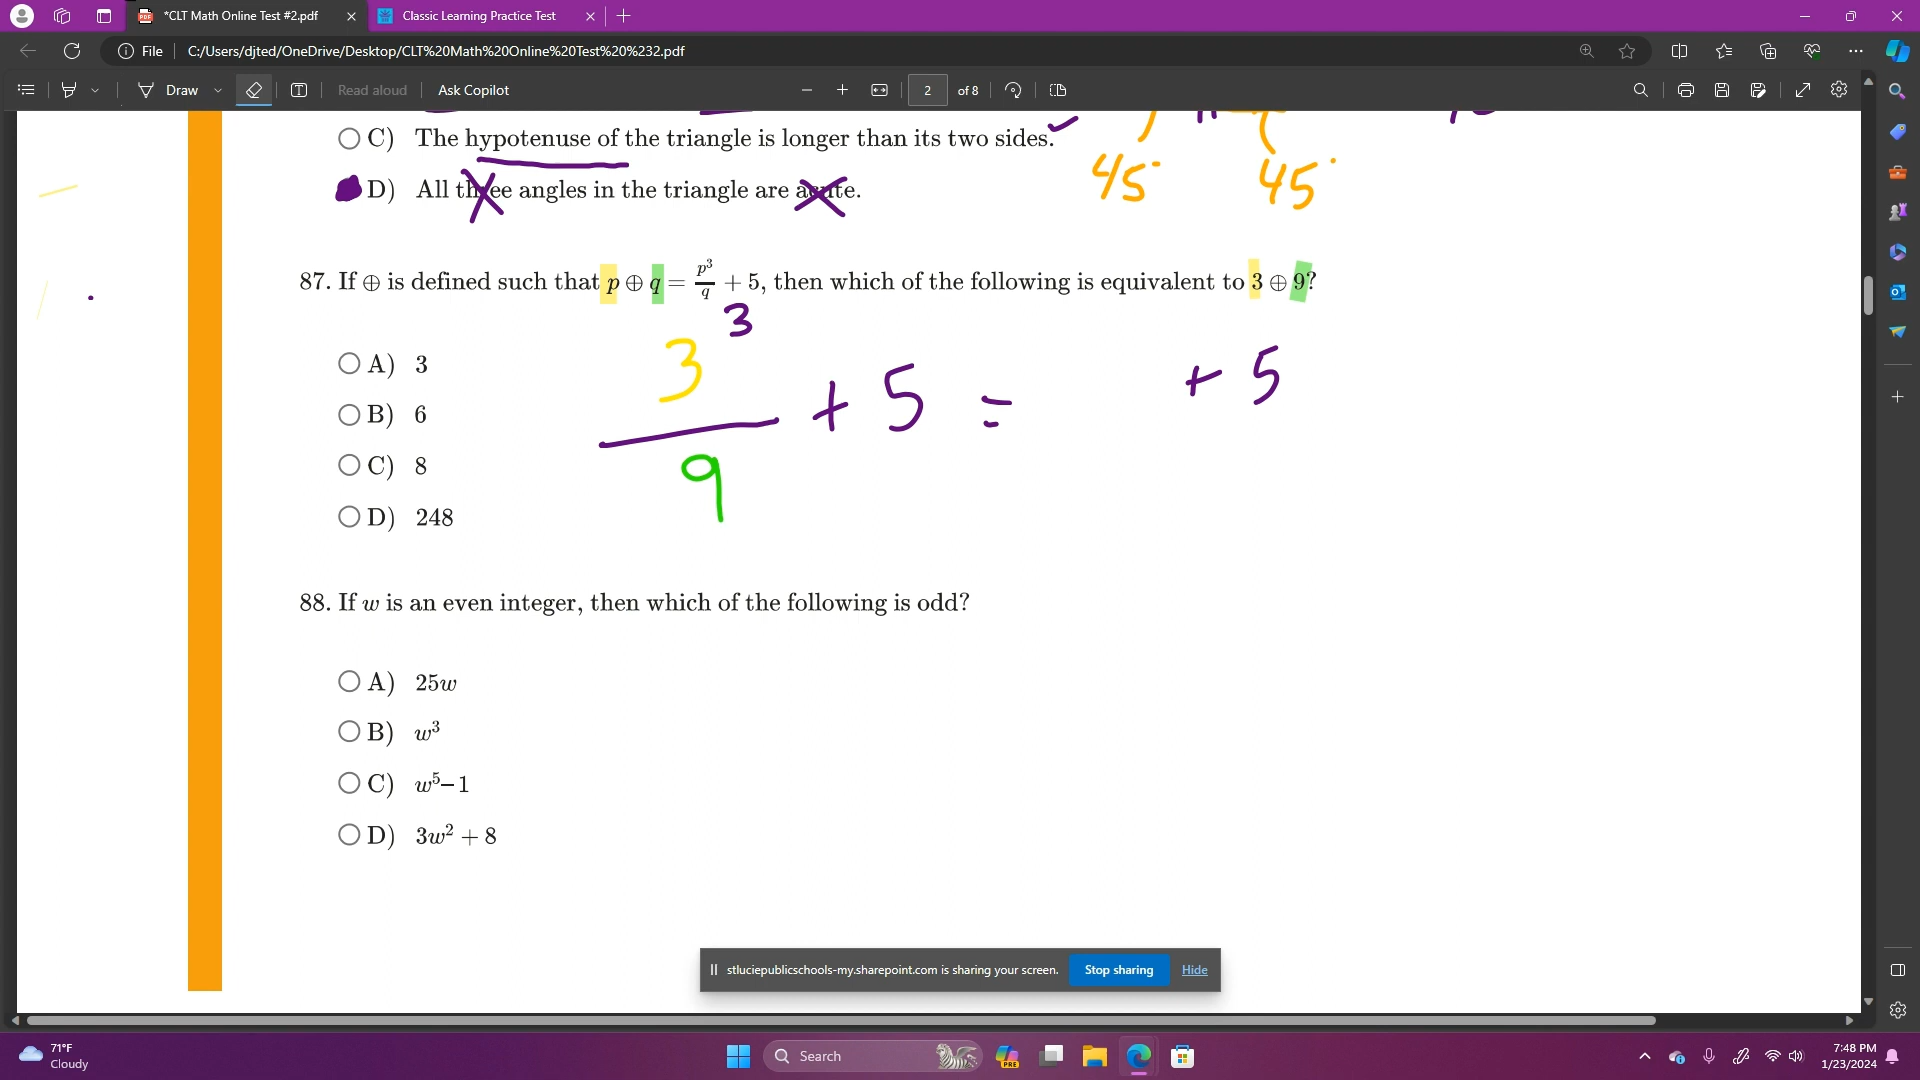 *CLT Math Online Test #2.pdf
Classic Learning Practice Test
File
C:/Users/djted/OneDrive/Desktop/CLT%20Math%20Online%20Test%20%232.pdf
Draw
Read aloud
Ask Copilot
2 of 8
C) The hypotenuse of the triangle is longer than its two sides.
45 45
D) All three angles in the triangle are acute.
87. If ⊕ is defined such that p ⊕ q = p³/q + 5, then which of the following is equivalent to 3 ⊕ 9?
3³/9 + 5 = + 5
A) 3
B) 6
C) 8
D) 248
88. If w is an even integer, then which of the following is odd?
A) 25w
B) w³
C) w⁵–1
D) 3w² + 8
stluciepublicschools-my.sharepoint.com is sharing your screen.
Stop sharing
Hide
71°F
Cloudy
Search
PRE
7:48 PM
1/23/2024